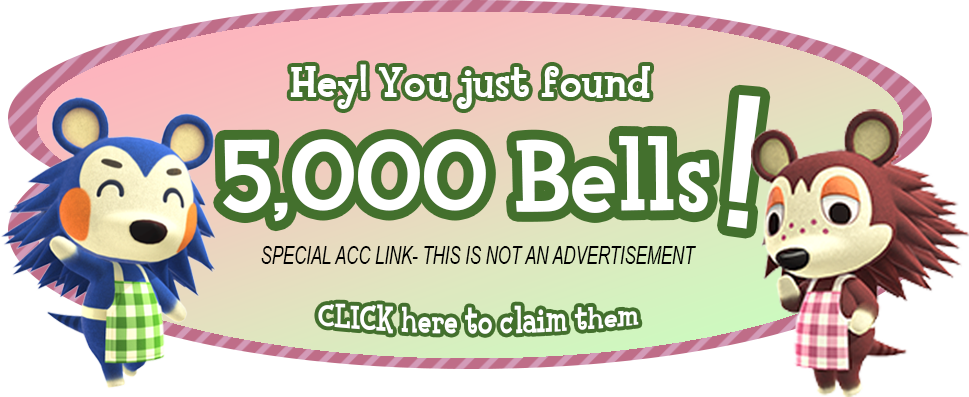 Hey! You just found
5,000 Bells!
SPECIAL ACC LINK- THIS IS NOT AN ADVERTISEMENT
CLICK here to claim them